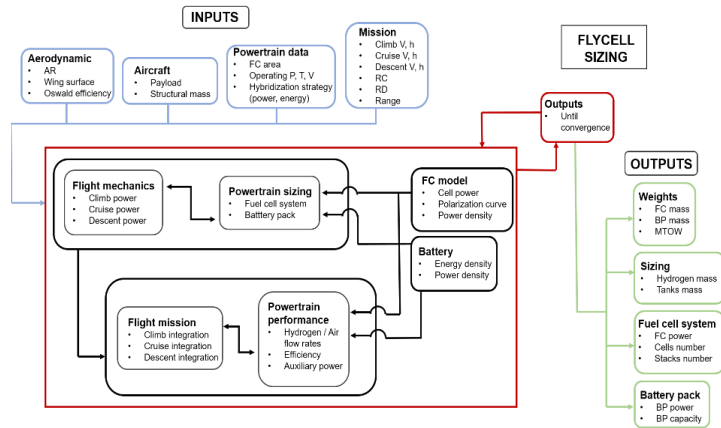 INPUTS
Aerodynamic
• AR
• Wing surface
• Oswald efficiency
Aircraft
• Payload
• Structural mass
Powertrain data
• FC area
• Operating P, T, V
• Hybridization strategy
(power, energy)
Mission
• Climb V, h
• Cruise V, h
• Descent V, h
• RC
• RD
• Range
FLYCELL
SIZING
Outputs
• Until
convergence
Flight mechanics
• Climb power
• Cruise power
• Descent power
Powertrain sizing
• Fuel cell system
• Batttery pack
FC model
• Cell power
• Polarization curve
• Power density
Battery
• Energy density
• Power density
Flight mission
• Climb integration
• Cruise integration
• Descent integration
Powertrain
performance
• Hydrogen / Air
flow rates
• Efficiency
• Auxiliary power
OUTPUTS
Weights
• FC mass
• BP mass
• MTOW
Sizing
• Hydrogen mass
• Tanks mass
Fuel cell system
• FC power
• Cells number
• Stacks number
Battery pack
• BP power
• BP capacity